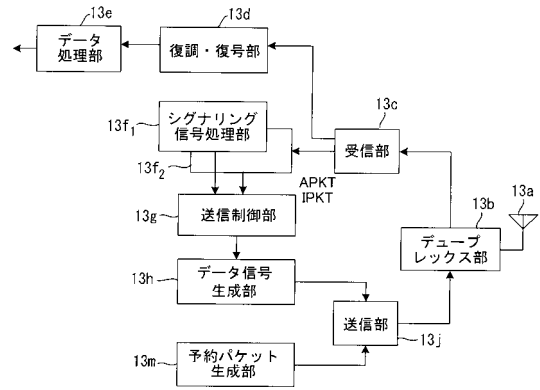 13e
データ
処理部
13d
復調・復号部
13f1
シグナリング
信号処理部
13f2
13c
受信部
APKT
IPKT
13a
13b
デュープ
レックス部
13g
送信制御部
13h
データ信号
生成部
送信部
13j
13m
予約パケット
生成部